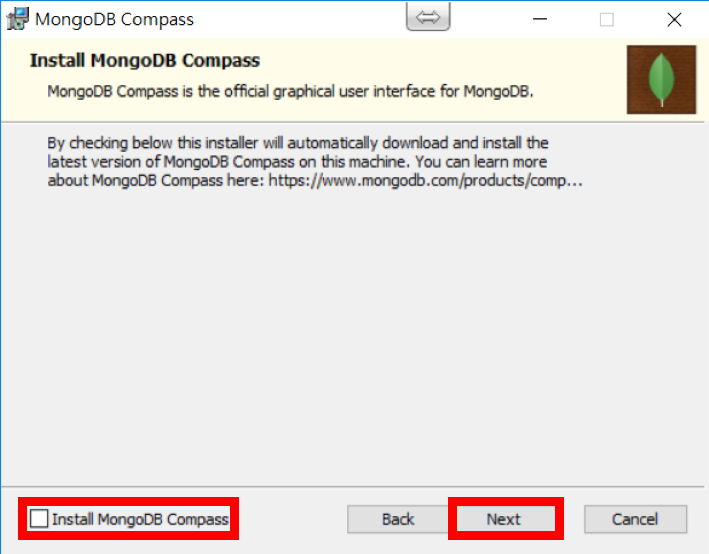 MongoDB Compass
Install MongoDB Compass
MongoDB Compass is the official graphical user interface for MongoDB.
By checking below this installer will automatically download and install the
latest version of MongoDB Compass on this machine. You can learn more
about MongoDB Compass here: https://www.mongodb.com/products/comp...
Install MongoDB Compass
Back
Next
Cancel